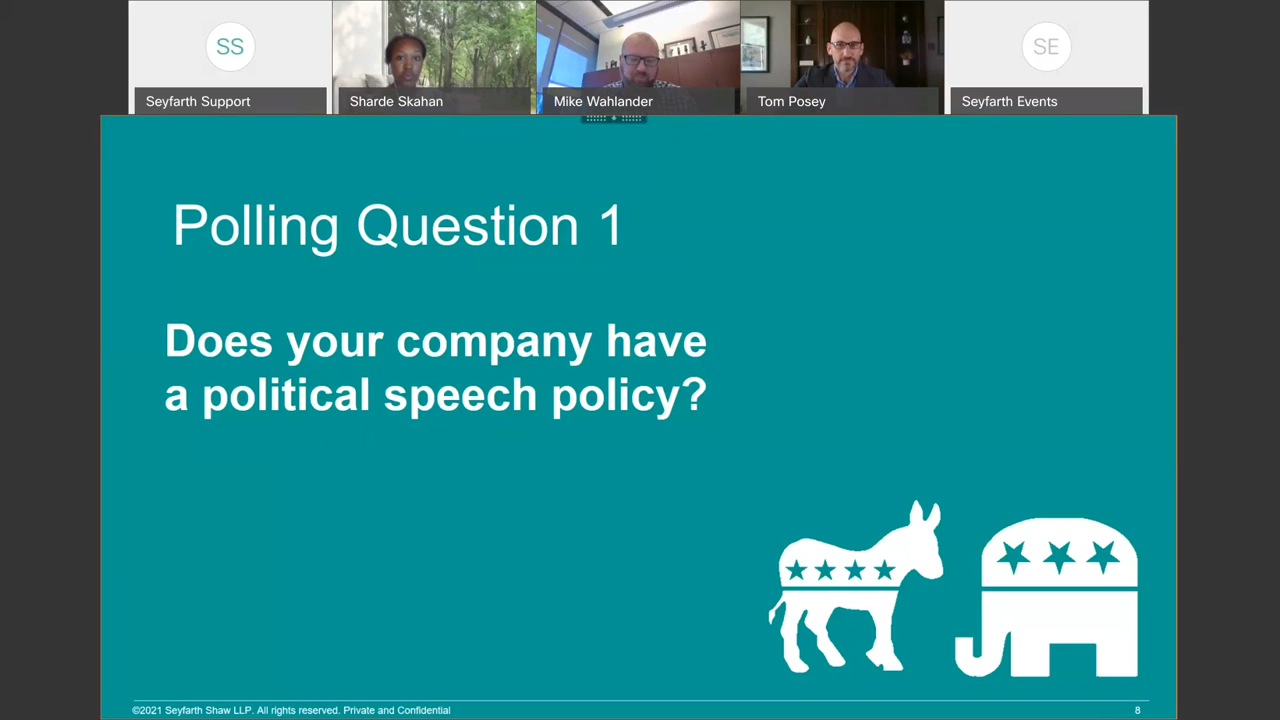 SS
SE
Seyfarth Support
Sharde Skahan
Mike Wahlander
Tom Posey
Seyfarth Events
Polling Question 1
Does your company have
a political speech policy?
©2021 Seyfarth Shaw LLP. All rights reserved. Private and Confidential
8